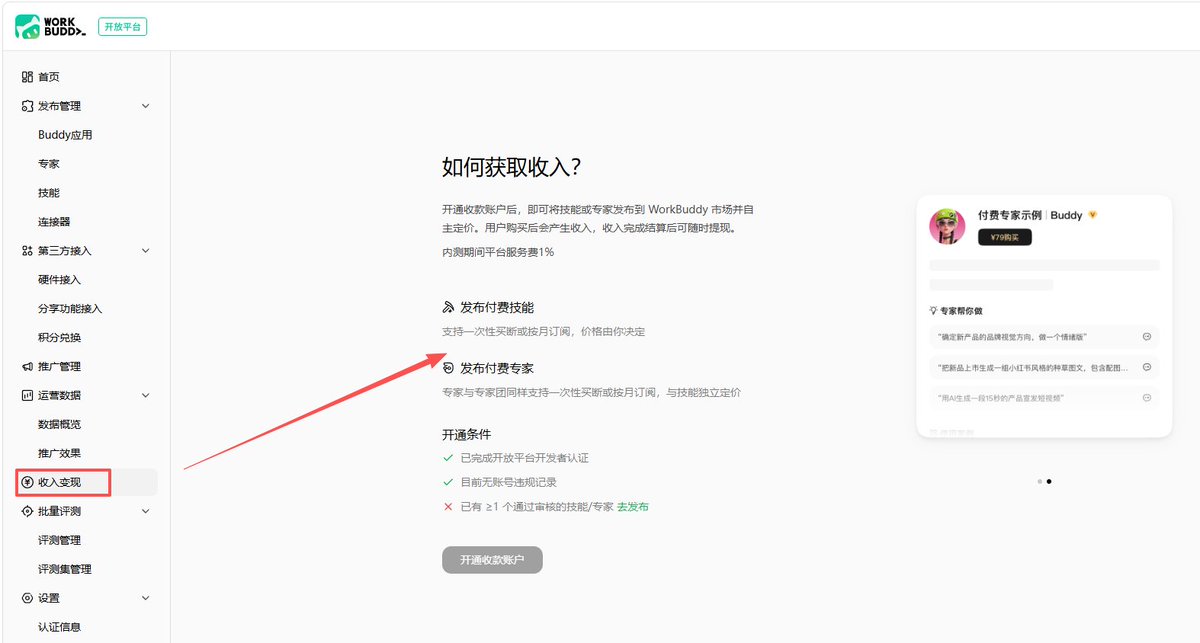 WORK
BUDD>_
开放平台
首页
发布管理
Buddy应用
专家
技能
连接器
第三方接入
硬件接入
分享功能接入
积分兑换
推广管理
运营数据
数据概览
推广效果
收入变现
批量评测
评测管理
评测集管理
设置
认证信息
如何获取收入?
开通收款账户后，即可将技能或专家发布到 WorkBuddy 市场并自
主定价。用户购买后会产生收入，收入完成结算后可随时提现。
内测期间平台服务费1%
发布付费技能
支持一次性买断或按月订阅，价格由你决定
发布付费专家
专家与专家团同样支持一次性买断或按月订阅，与技能独立定价
开通条件
已完成开放平台开发者认证
目前无账号违规记录
已有 ≥1 个通过审核的技能/专家 去发布
开通收款账户
付费专家示例 | Buddy
¥79购买
专家帮你做
"确定新产品的品牌视觉方向，做一个情绪版"
"把新品上市生成一组小红书风格的种草图文，包含配图...
"用AI生成一段15秒的产品宣发短视频"